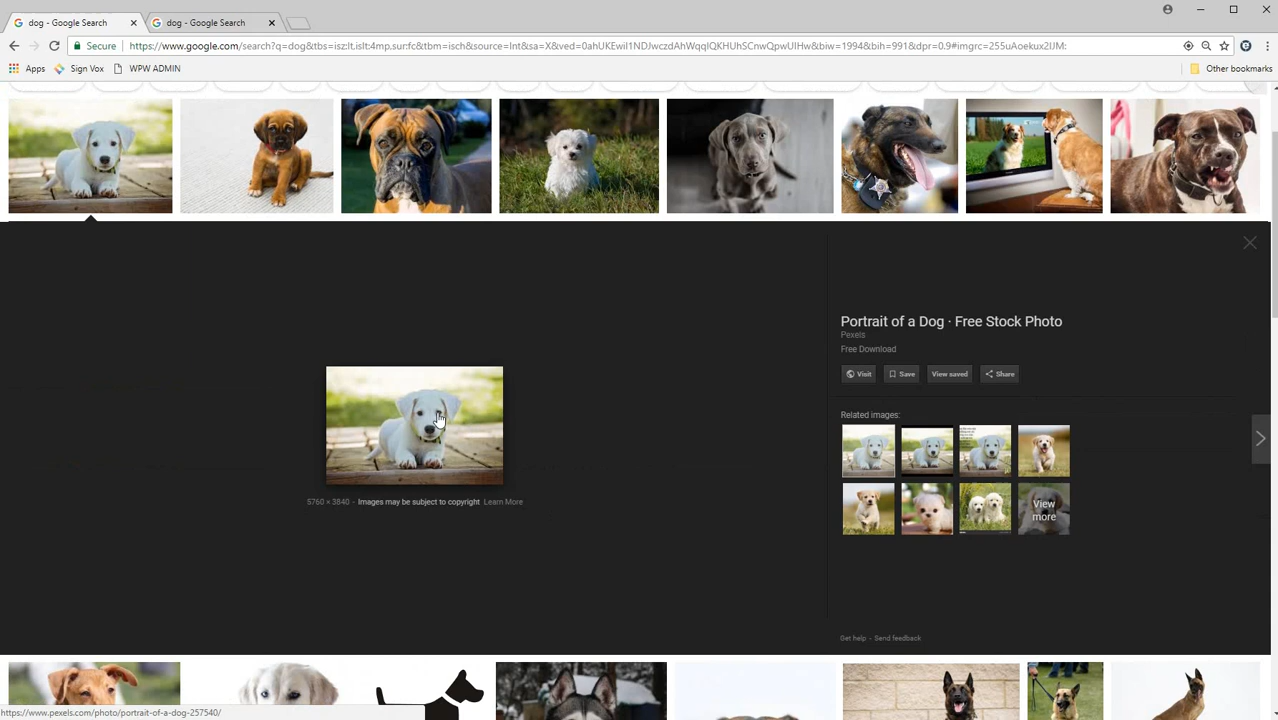 dog - Google Search
dog - Google Search
Secure
https://www.google.com/search?q=dog&tbs=isz:lt,islt:4mp,sur:fc&tbm=isch&source=lnt&sa=X&ved=0ahUKEwiI1NDJwczdAhWqqIQKHUhSCnwQpwUIHw&biw=1994&bih=991&dpr=0.9#imgrc=255uAoekux2IJM:
Apps
Sign Vox
WPW ADMIN
Other bookmarks
Portrait of a Dog · Free Stock Photo
Pexels
Free Download
Visit
Save
View saved
Share
Related images:
View more
5760 × 3840 - Images may be subject to copyright Learn More
Get help - Send feedback
https://www.pexels.com/photo/portrait-of-a-dog-257540/